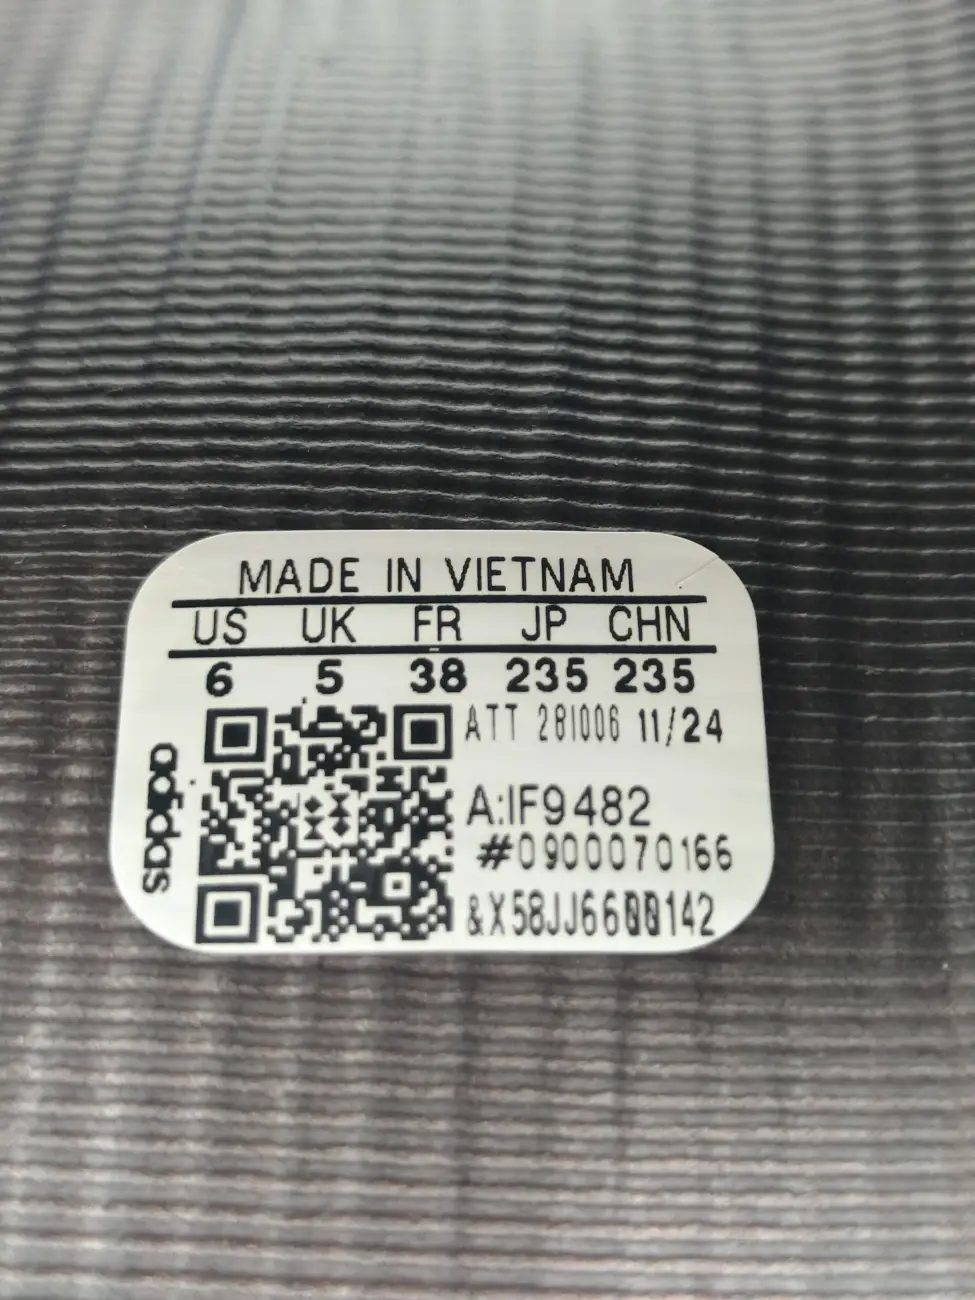 MADE IN VIETNAM
US UK FR JP CHN
6 5 38 235 235
ATT 281006 11/24
A:IF9482
#0900070166
&X58JJ6600142
adidas